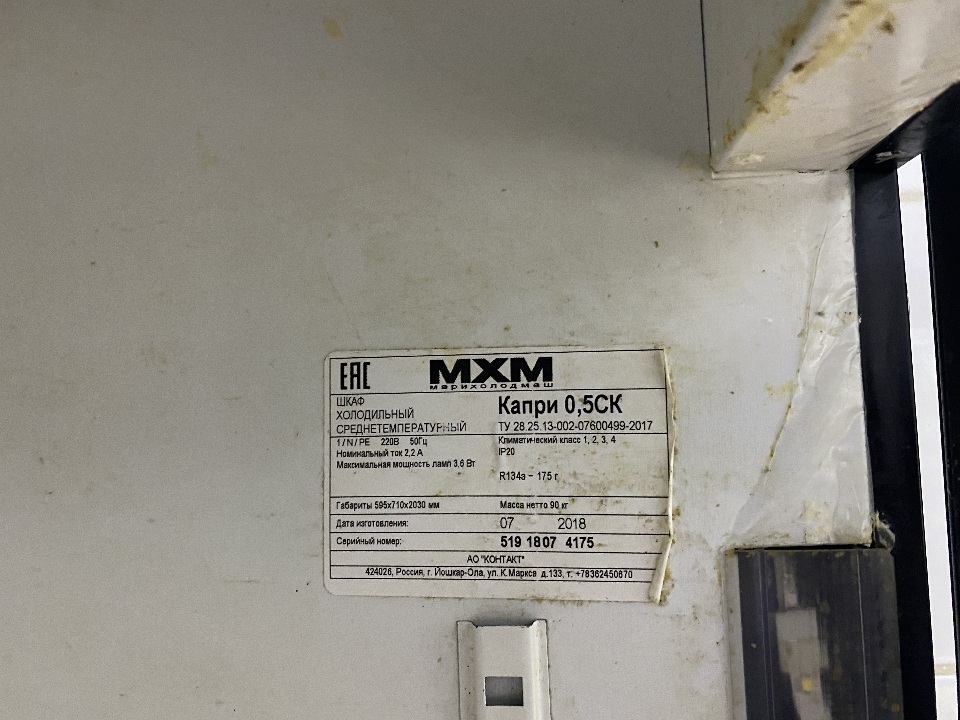 EAC
МХМ
марихолодмаш
ШКАФ
ХОЛОДИЛЬНЫЙ
СРЕДНЕТЕМПЕРАТУРНЫЙ
Капри 0,5СК
ТУ 28.25.13-002-07600499-2017
1/N/PE 220В 50Гц
Номинальный ток 2,2 А
Максимальная мощность ламп 3,6 Вт
Климатический класс 1, 2, 3, 4
IP20
R134a - 175 г
Габариты 595х710х2030 мм
Масса нетто 90 кг
Дата изготовления: 07 2018
Серийный номер: 519 1807 4175
АО "КОНТАКТ"
424026, Россия, г. Йошкар-Ола, ул. К.Маркса д.133, т. +78362450670